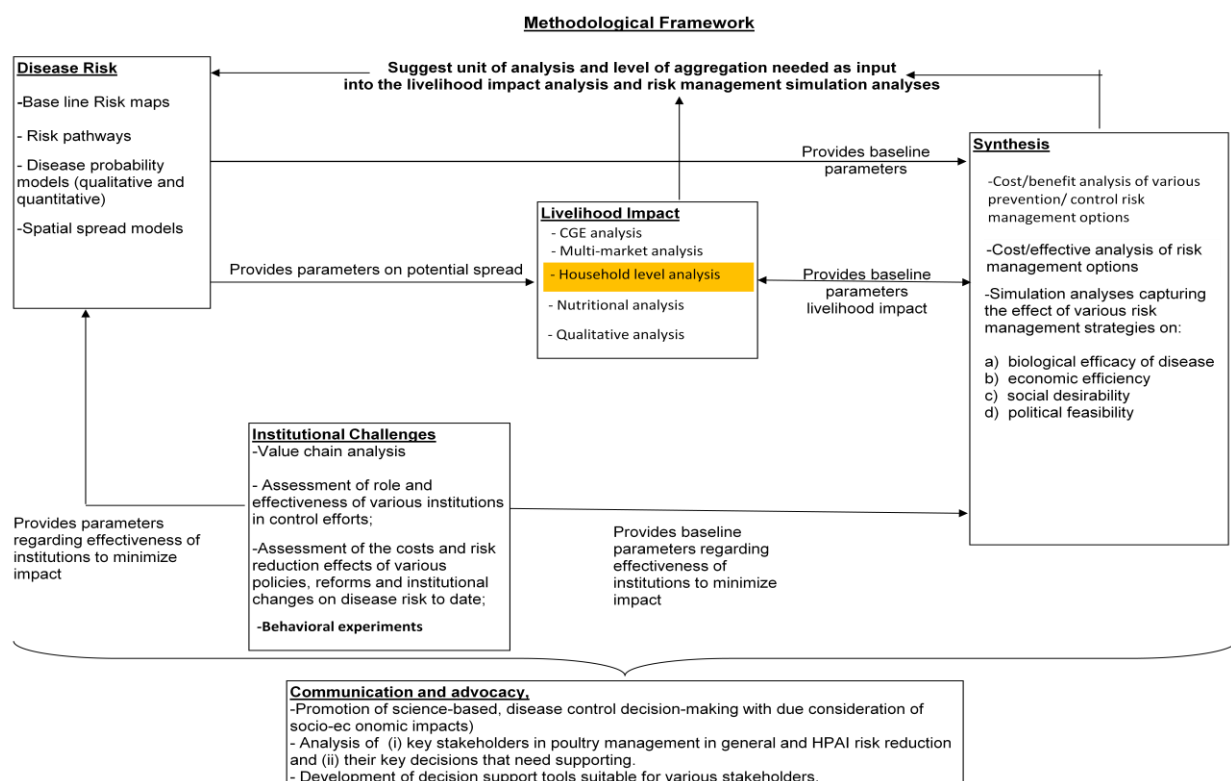 Methodological Framework
Disease Risk
-Base line Risk maps
- Risk pathways
- Disease probability
models (qualitative and
quantitative)
-Spatial spread models
Suggest unit of analysis and level of aggregation needed as input
into the livelihood impact analysis and risk management simulation analyses
Provides baseline
parameters
Provides parameters on potential spread
Livelihood Impact
- CGE analysis
- Multi-market analysis
- Household level analysis
- Nutritional analysis
- Qualitative analysis
Provides baseline
parameters
livelihood impact
Synthesis
-Cost/benefit analysis of various
prevention/ control risk
management options
-Cost/effective analysis of risk
management options
-Simulation analyses capturing
the effect of various risk
management strategies on:
a) biological efficacy of disease
b) economic efficiency
c) social desirability
d) political feasibility
Institutional Challenges
-Value chain analysis
- Assessment of role and
effectiveness of various institutions
in control efforts;
-Assessment of the costs and risk
reduction effects of various
policies, reforms and institutional
changes on disease risk to date;
-Behavioral experiments
Provides parameters
regarding effectiveness of
institutions to minimize
impact
Provides baseline
parameters regarding
effectiveness of
institutions to minimize
impact
Communication and advocacy,
-Promotion of science-based, disease control decision-making with due consideration of
socio-ec onomic impacts)
- Analysis of (i) key stakeholders in poultry management in general and HPAI risk reduction
and (ii) their key decisions that need supporting.
- Development of decision support tools suitable for various stakeholders.